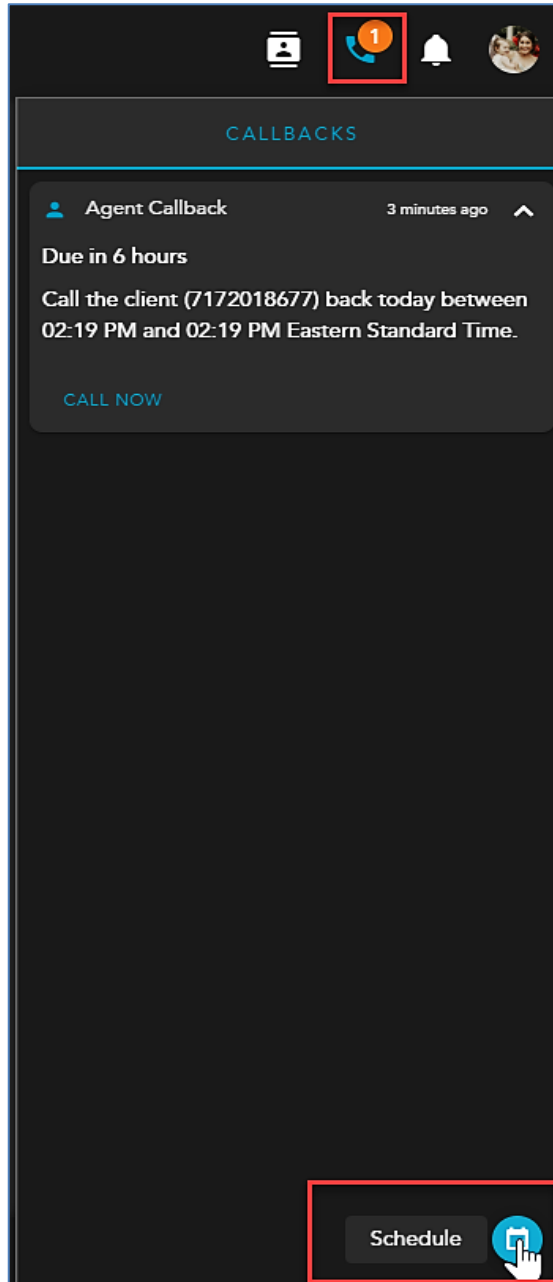 1
CALLBACKS
Agent Callback 3 minutes ago
Due in 6 hours
Call the client (7172018677) back today between
02:19 PM and 02:19 PM Eastern Standard Time.
CALL NOW
Schedule